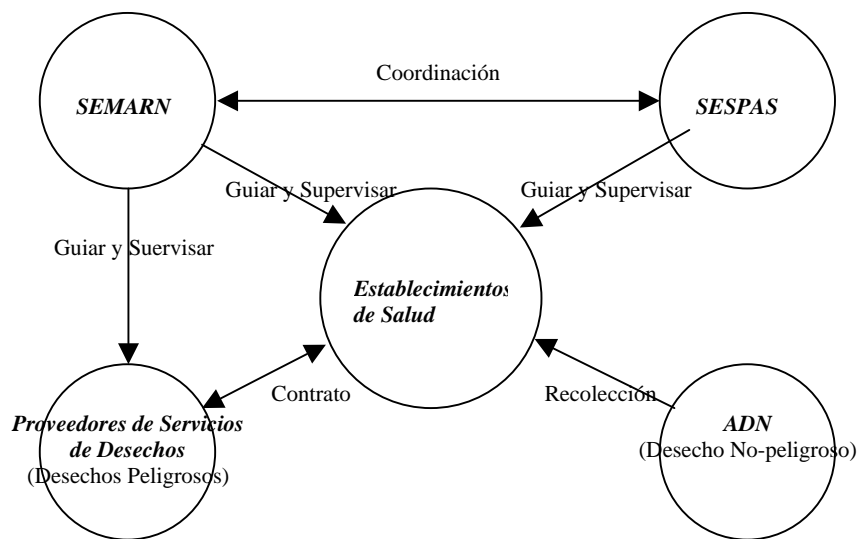 Coordinación
SEMARN
SESPAS
Guiar y Supervisar
Guiar y Supervisar
Guiar y Suervisar
Establecimientos
de Salud
Contrato
Recolección
Proveedores de Servicios
de Desechos
(Desechos Peligrosos)
ADN
(Desecho No-peligroso)